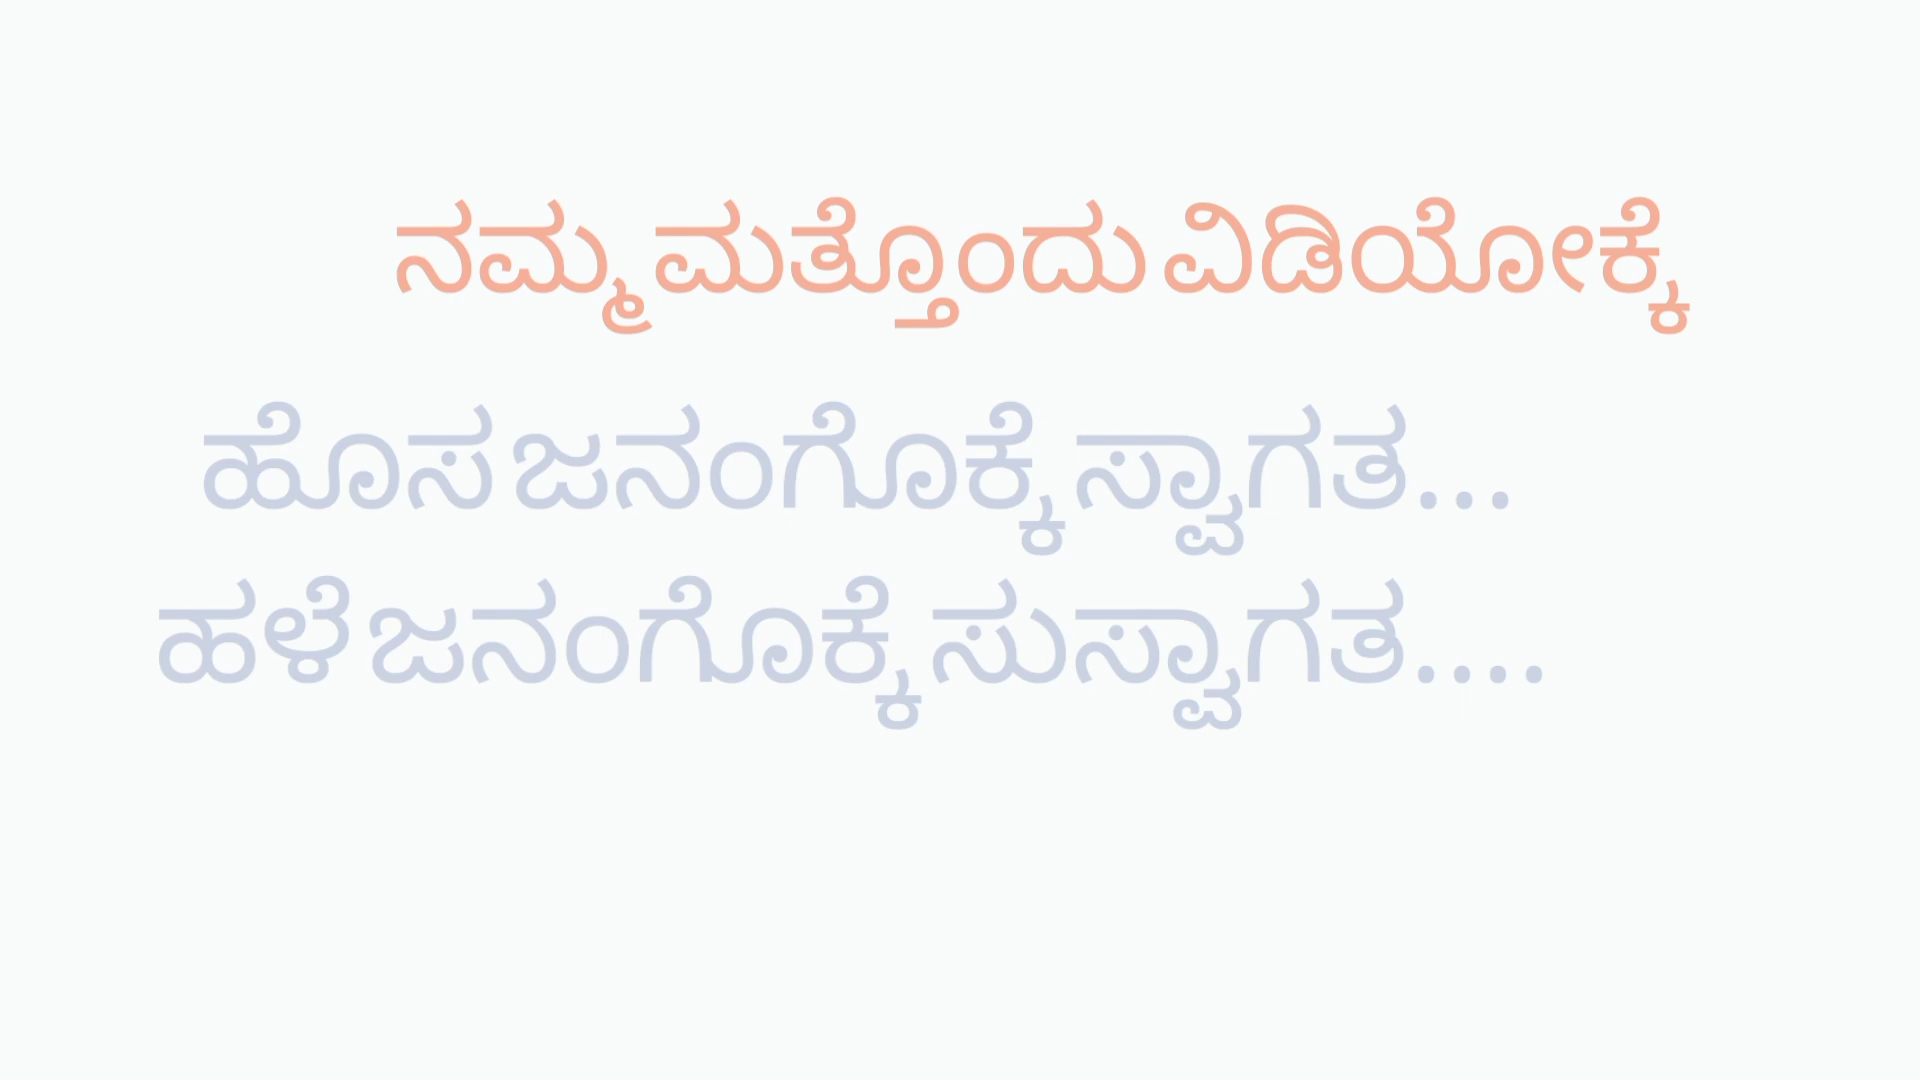 ನಮ್ಮ ಮತ್ತೊಂದು ವಿಡಿಯೋಕ್ಕೆ
ಹೊಸ ಜನಂಗೊಕ್ಕೆ ಸ್ವಾಗತ...
ಹಳೆ ಜನಂಗೊಕ್ಕೆ ಸುಸ್ವಾಗತ....